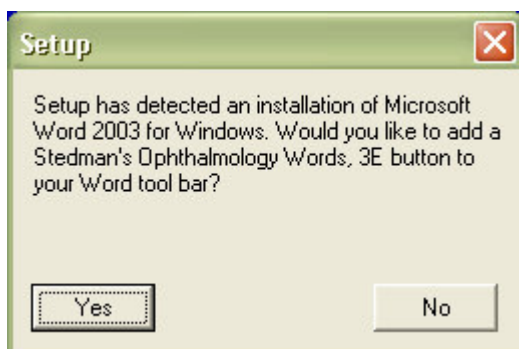 Setup
Setup has detected an installation of Microsoft
Word 2003 for Windows. Would you like to add a
Stedman's Ophthalmology Words, 3E button to
your Word tool bar?
Yes
No